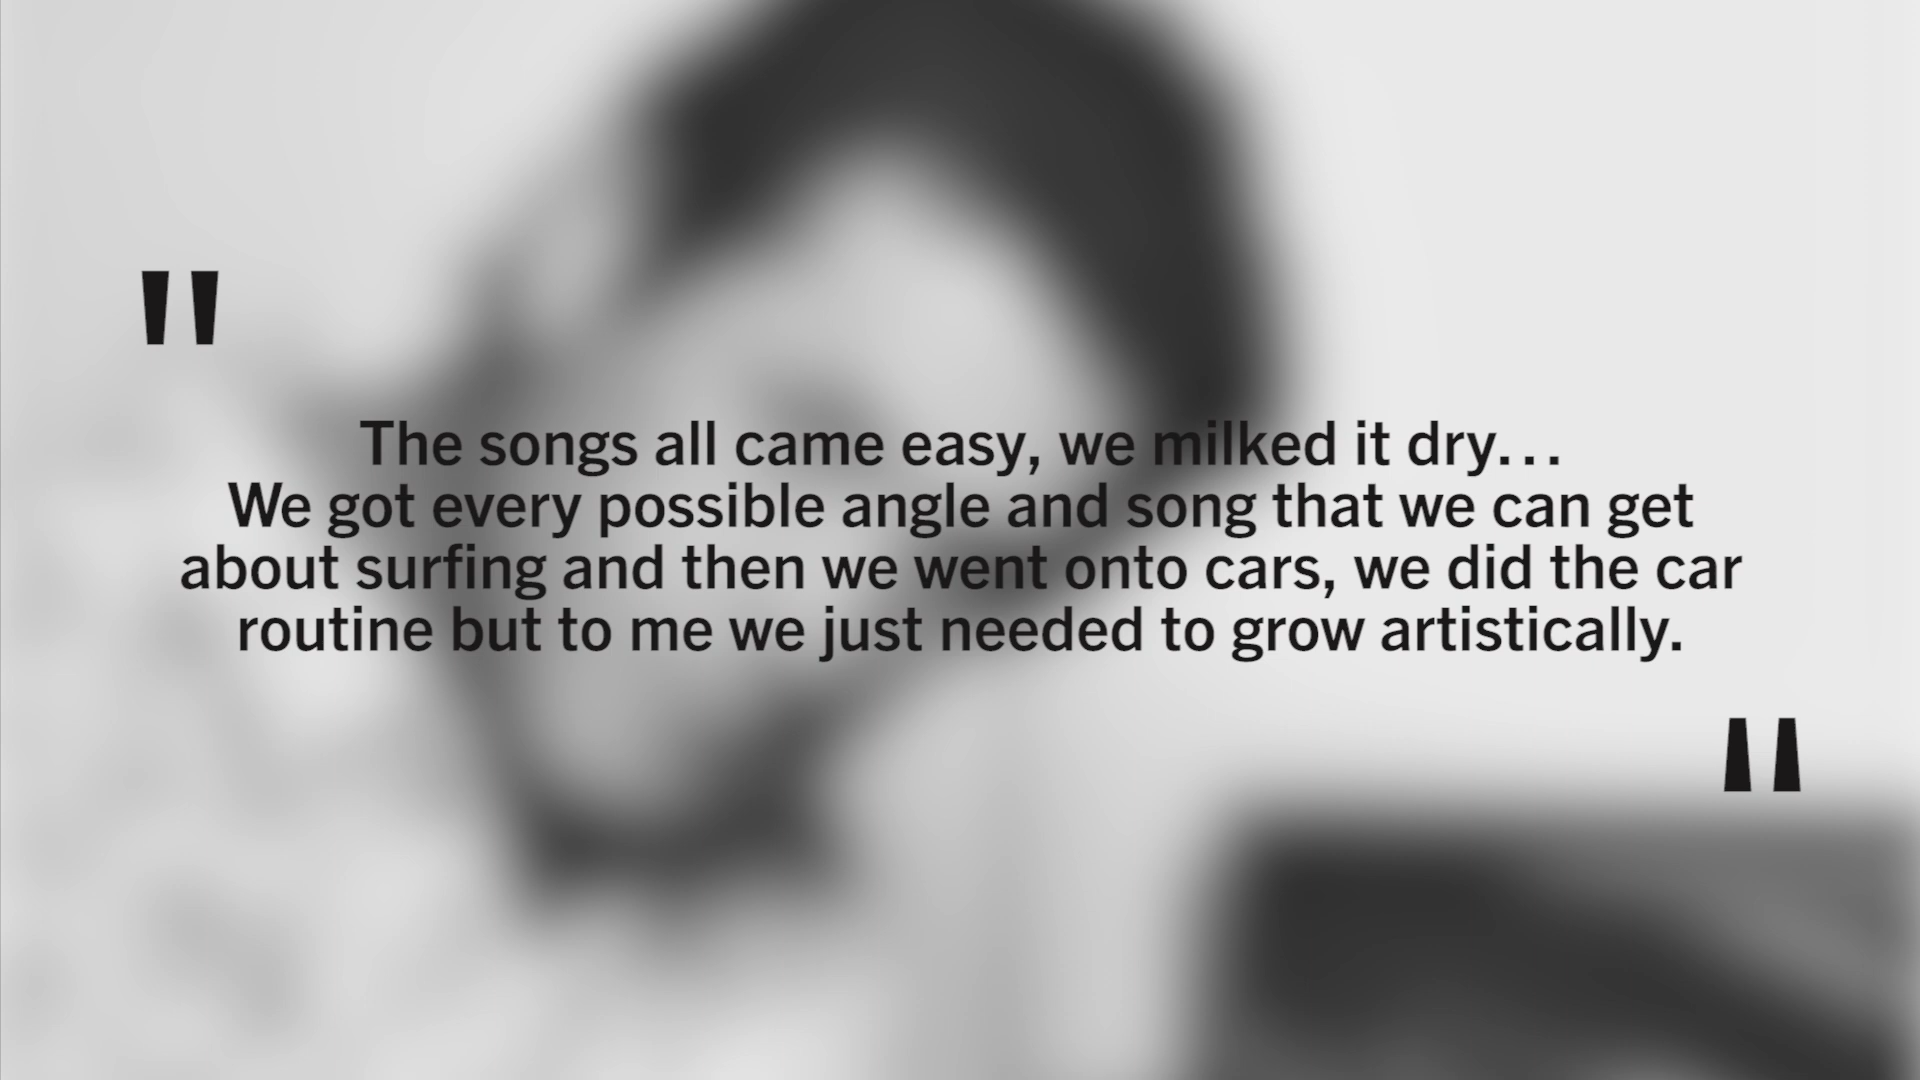 "
The songs all came easy, we milked it dry...
We got every possible angle and song that we can get
about surfing and then we went onto cars, we did the car
routine but to me we just needed to grow artistically.
"